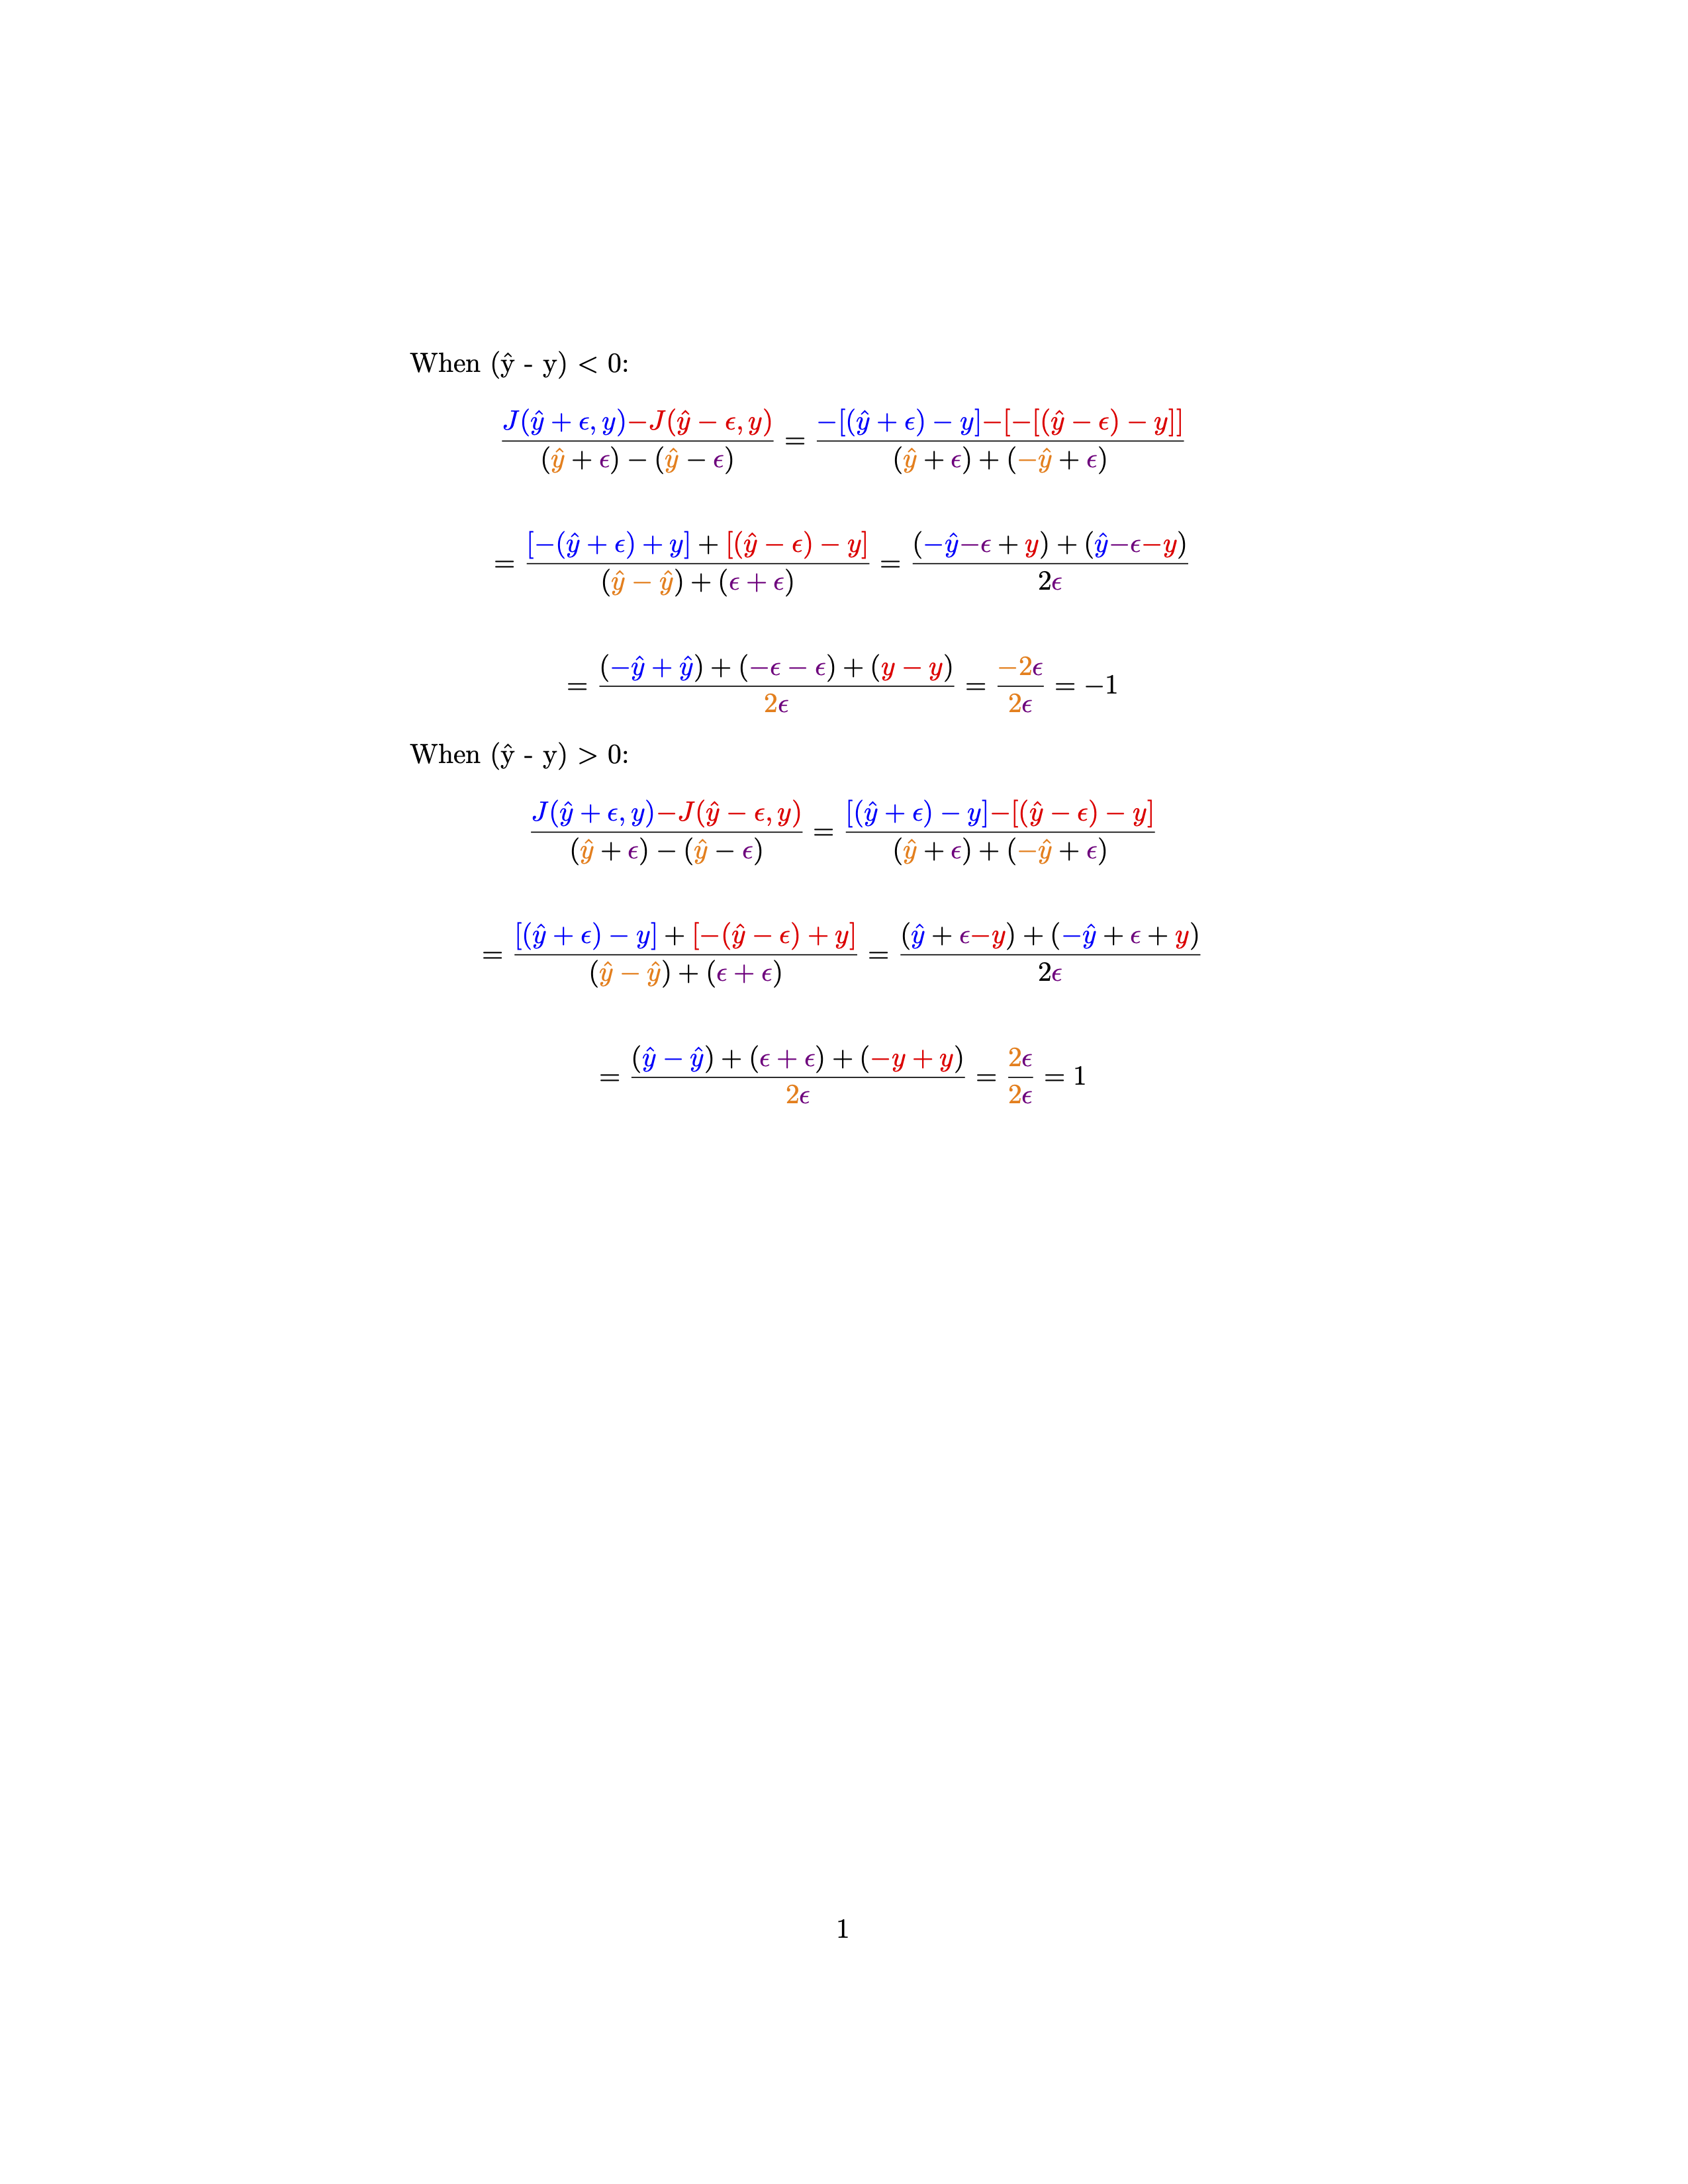 When (ŷ - y) < 0:
\frac{J(\hat{y} + \epsilon, y) - J(\hat{y} - \epsilon, y)}{(\hat{y} + \epsilon) - (\hat{y} - \epsilon)} = \frac{-[(\hat{y} + \epsilon) - y] - [-[(\hat{y} - \epsilon) - y]]}{(\hat{y} + \epsilon) + (-\hat{y} + \epsilon)}
= \frac{[-(\hat{y} + \epsilon) + y] + [(\hat{y} - \epsilon) - y]}{(\hat{y} - \hat{y}) + (\epsilon + \epsilon)} = \frac{(-\hat{y} - \epsilon + y) + (\hat{y} - \epsilon - y)}{2\epsilon}
= \frac{(-\hat{y} + \hat{y}) + (-\epsilon - \epsilon) + (y - y)}{2\epsilon} = \frac{-2\epsilon}{2\epsilon} = -1
When (ŷ - y) > 0:
\frac{J(\hat{y} + \epsilon, y) - J(\hat{y} - \epsilon, y)}{(\hat{y} + \epsilon) - (\hat{y} - \epsilon)} = \frac{[(\hat{y} + \epsilon) - y] - [(\hat{y} - \epsilon) - y]}{(\hat{y} + \epsilon) + (-\hat{y} + \epsilon)}
= \frac{[(\hat{y} + \epsilon) - y] + [-(\hat{y} - \epsilon) + y]}{(\hat{y} - \hat{y}) + (\epsilon + \epsilon)} = \frac{(\hat{y} + \epsilon - y) + (-\hat{y} + \epsilon + y)}{2\epsilon}
= \frac{(\hat{y} - \hat{y}) + (\epsilon + \epsilon) + (-y + y)}{2\epsilon} = \frac{2\epsilon}{2\epsilon} = 1
1